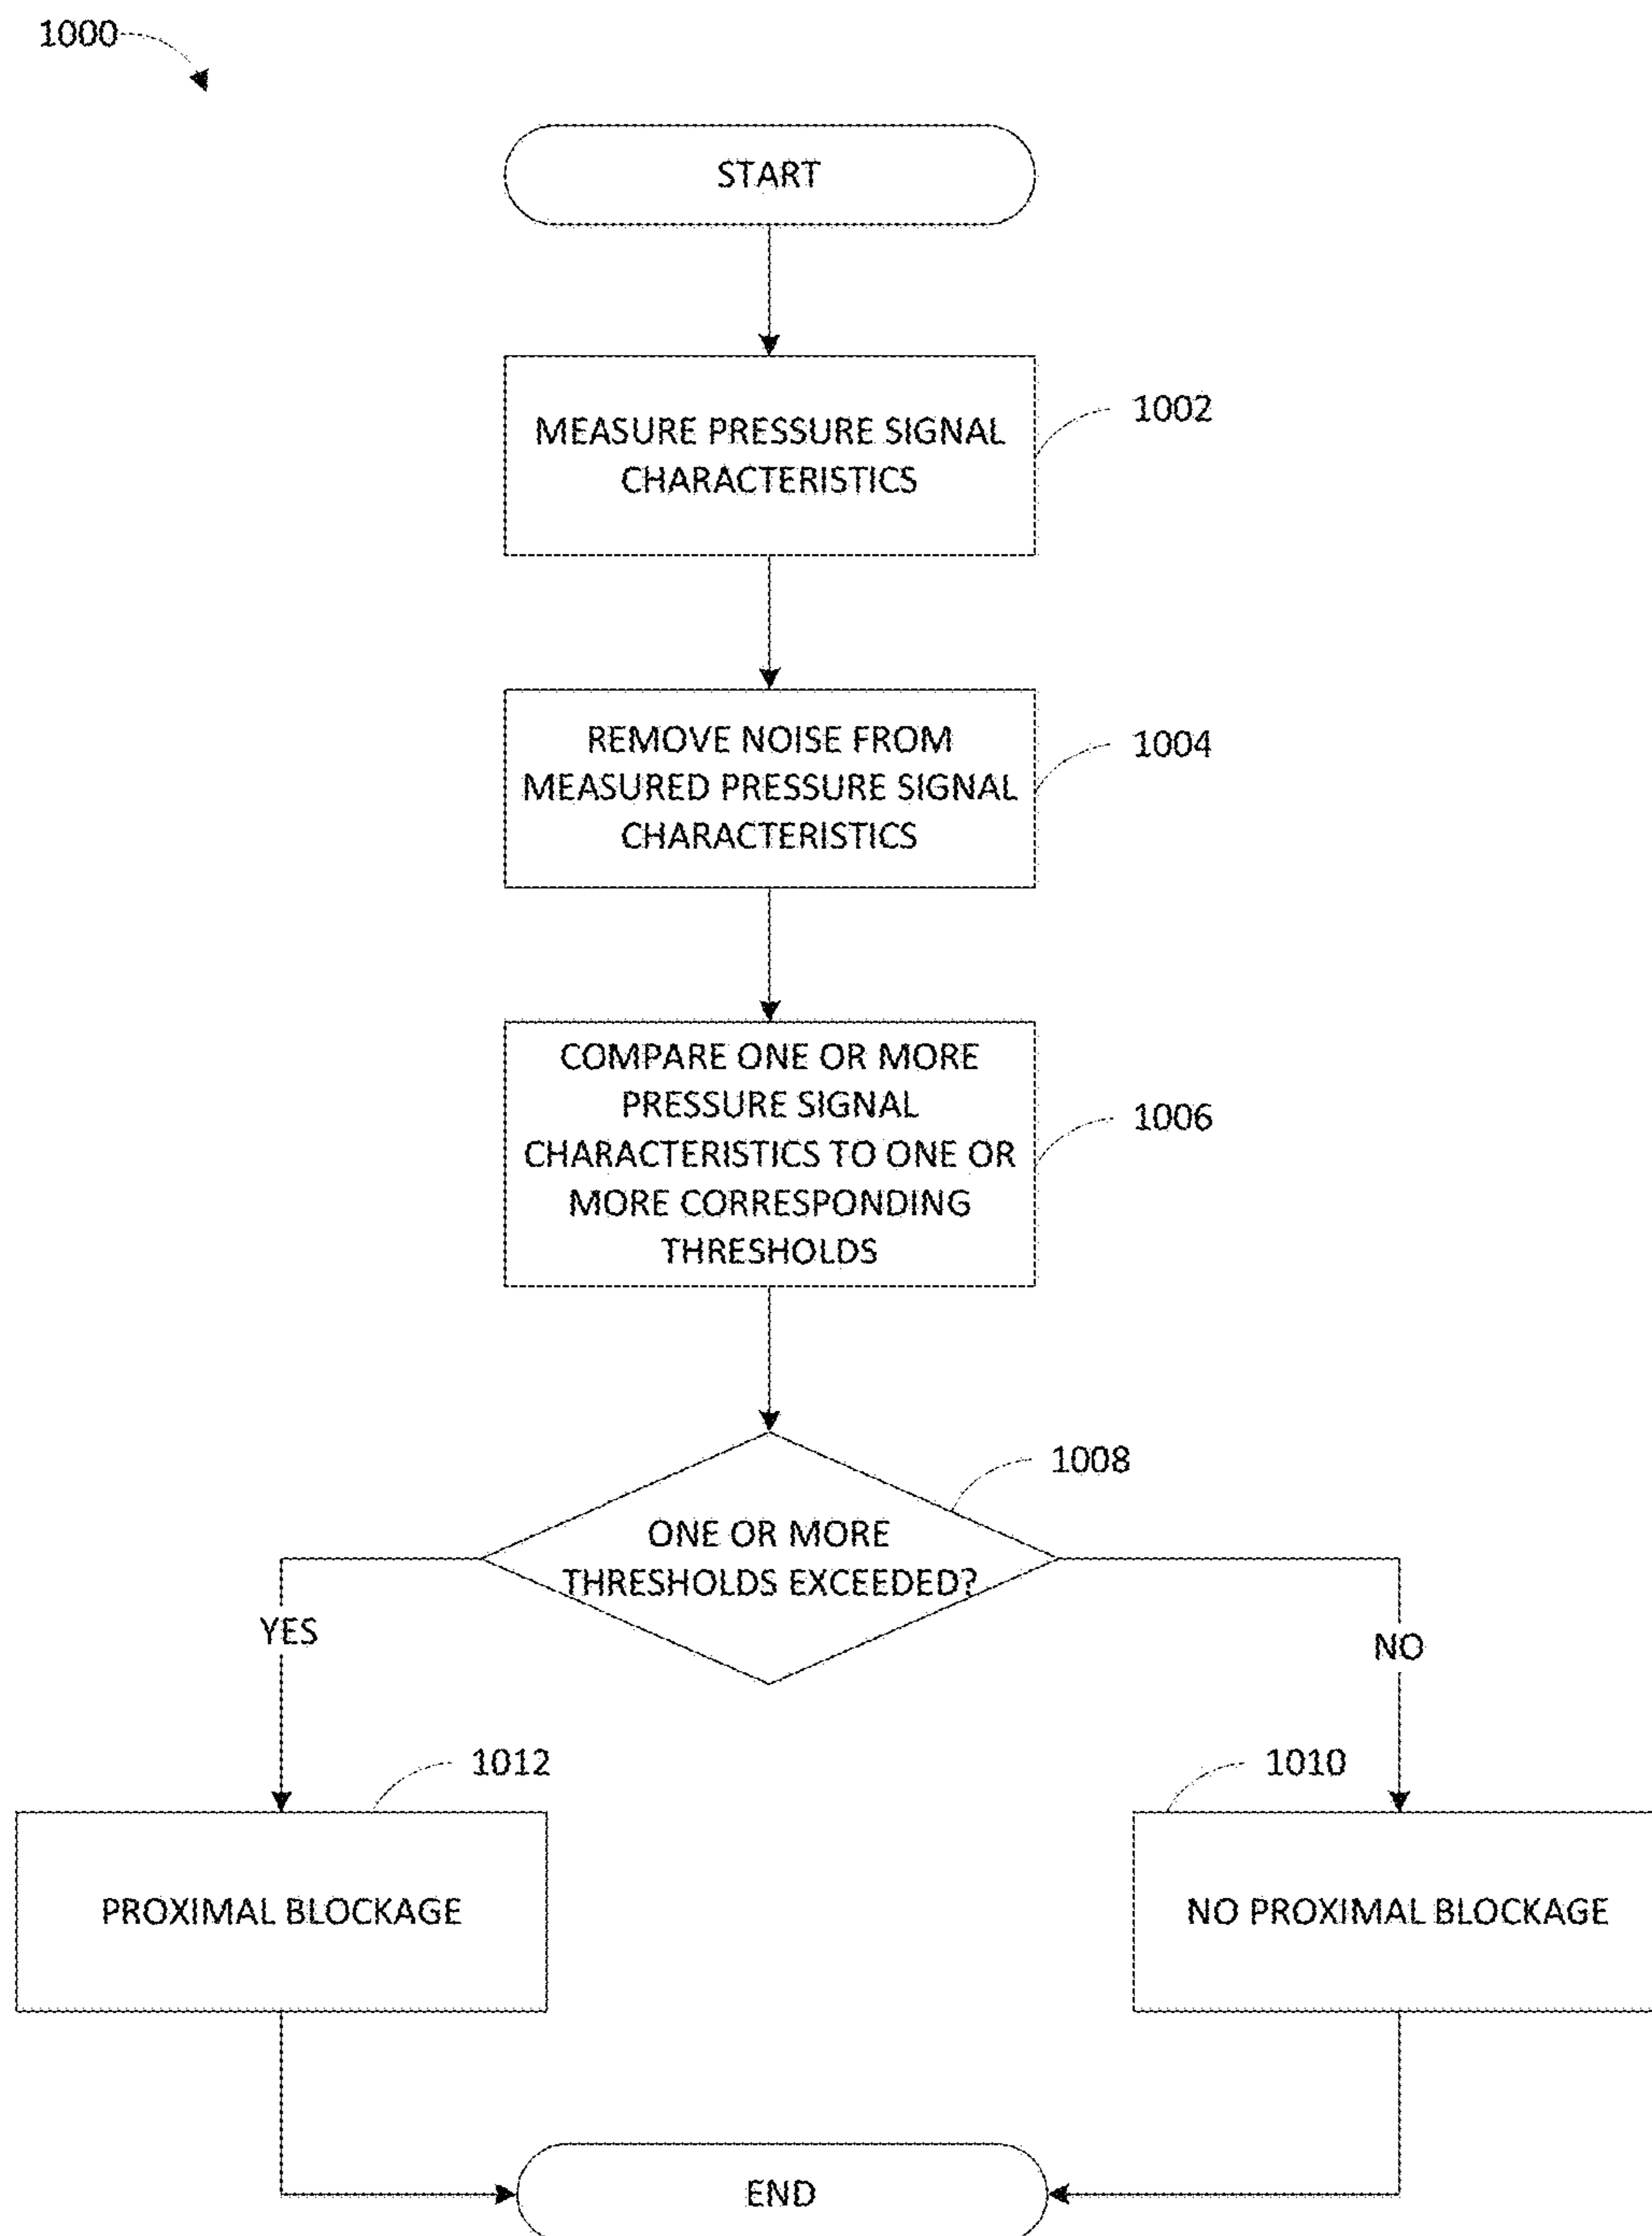 1000
START
MEASURE PRESSURE SIGNAL
CHARACTERISTICS
1002
REMOVE NOISE FROM
MEASURED PRESSURE SIGNAL
CHARACTERISTICS
1004
COMPARE ONE OR MORE
PRESSURE SIGNAL
CHARACTERISTICS TO ONE OR
MORE CORRESPONDING
THRESHOLDS
1006
1008
ONE OR MORE
THRESHOLDS EXCEEDED?
YES
NO
1012
1010
PROXIMAL BLOCKAGE
NO PROXIMAL BLOCKAGE
END